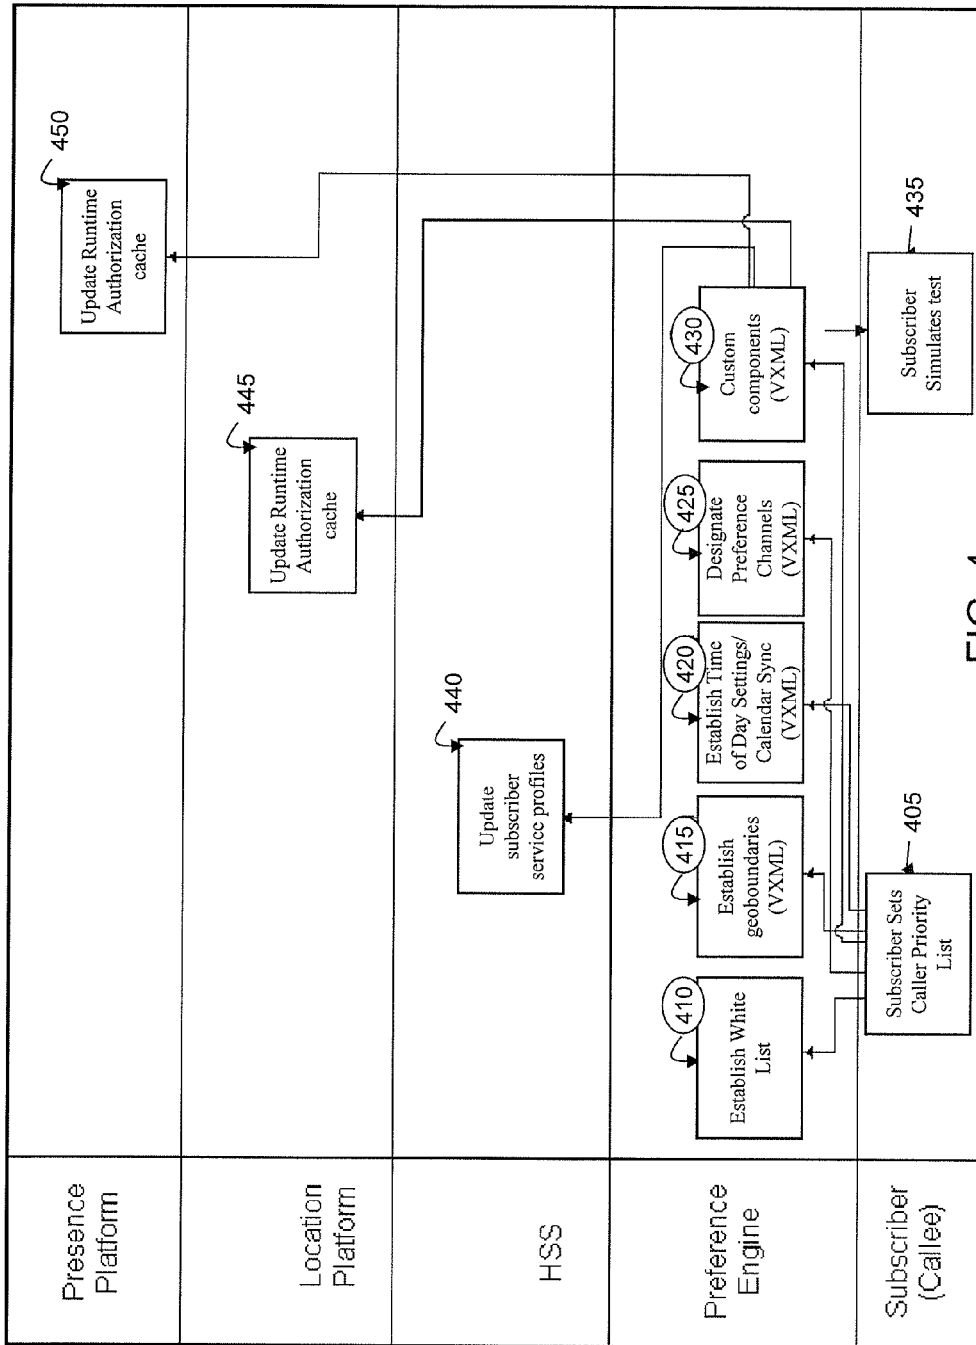 Presence
Platform
450
Update Runtime
Authorization
cache
Location
Platform
445
Update Runtime
Authorization
cache
HSS
440
Update
subscriber
service profiles
Preference
Engine
410
Establish White
List
415
Establish
geoboundaries
(VXML)
420
Establish Time
of Day Settings/
Calendar Sync
(VXML)
425
Designate
Preference
Channels
(VXML)
430
Custom
components
(VXML)
Subscriber
(Callee)
405
Subscriber Sets
Caller Priority
List
435
Subscriber
Simulates test